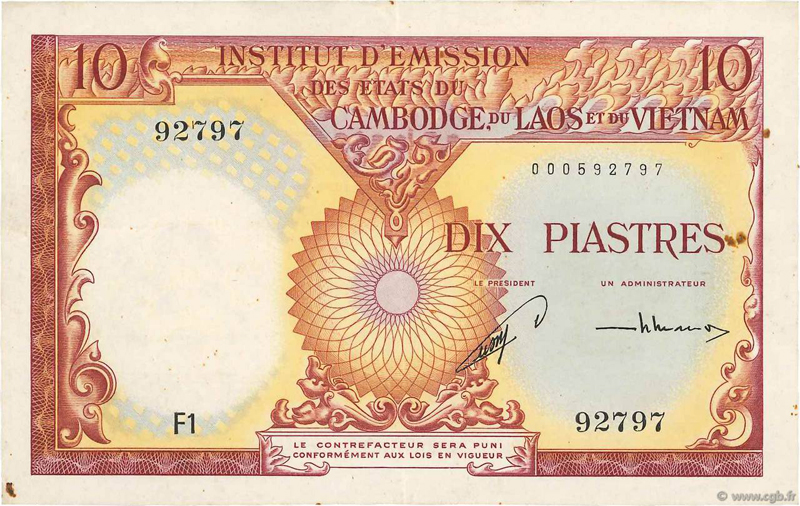 10 INSTITUT D'EMISSION 10
DES ETATS DU
CAMBODGE, DU LAOS ET DU VIETNAM
92797
000592797
DIX PIASTRES
LE PRÉSIDENT UN ADMINISTRATEUR
F1
92797
LE CONTREFACTEUR SERA PUNI
CONFORMÉMENT AUX LOIS EN VIGUEUR
© www.cgb.fr